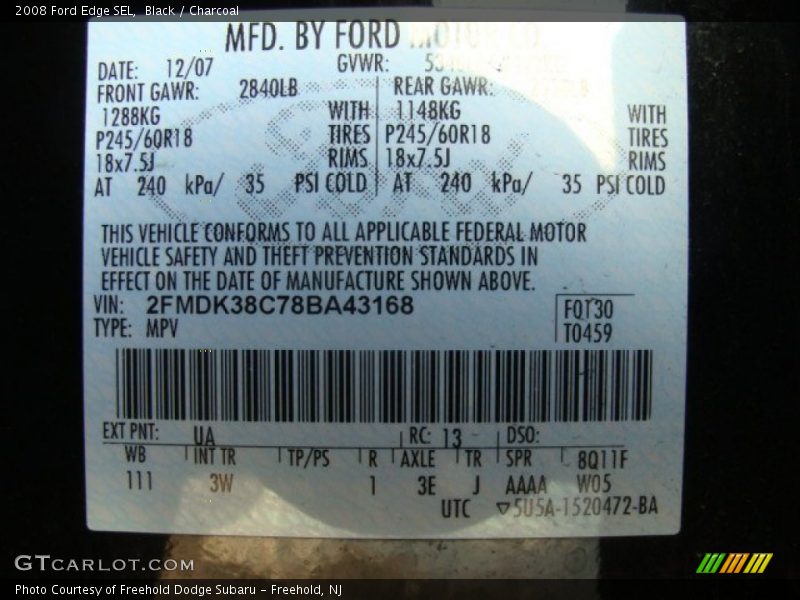 2008 Ford Edge SEL, Black / Charcoal
MFD. BY FORD MOTOR CO.
DATE: 12/07 GVWR:
FRONT GAWR: 2840LB REAR GAWR:
1288KG WITH 1148KG WITH
P245/60R18 TIRES P245/60R18 TIRES
18x7.5J RIMS 18x7.5J RIMS
AT 240 kPa/ 35 PSI COLD AT 240 kPa/ 35 PSI COLD
THIS VEHICLE CONFORMS TO ALL APPLICABLE FEDERAL MOTOR
VEHICLE SAFETY AND THEFT PREVENTION STANDARDS IN
EFFECT ON THE DATE OF MANUFACTURE SHOWN ABOVE.
VIN: 2FMDK38C78BA43168
TYPE: MPV
FQT30
T0459
EXT PNT: UA RC: 13 DSO:
WB INT TR TP/PS R AXLE TR SPR 8Q11F
111 3W 1 3E J AAAA W05
UTC ▽5U5A-1520472-BA
GTCARLOT.COM
Photo Courtesy of Freehold Dodge Subaru – Freehold, NJ